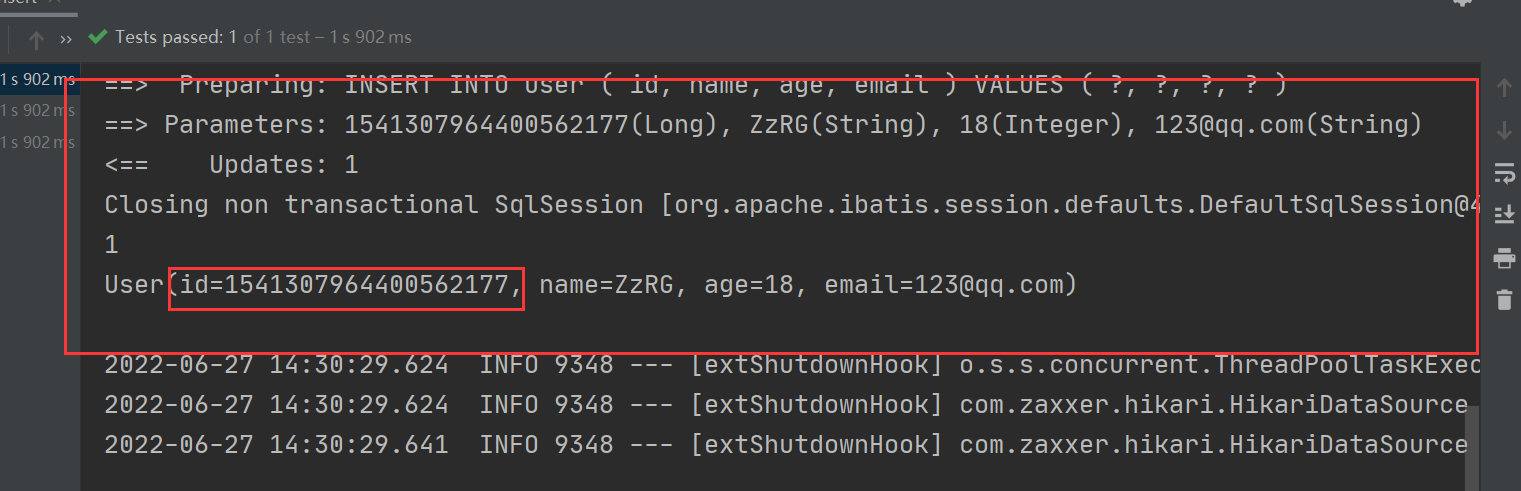 nsert
Tests passed: 1 of 1 test – 1 s 902 ms
1 s 902 ms
1 s 902 ms
1 s 902 ms
==>  Preparing: INSERT INTO user ( id, name, age, email ) VALUES ( ?, ?, ?, ? )
==> Parameters: 1541307964400562177(Long), ZzRG(String), 18(Integer), 123@qq.com(String)
<==    Updates: 1
Closing non transactional SqlSession [org.apache.ibatis.session.defaults.DefaultSqlSession@4
1
User(id=1541307964400562177, name=ZzRG, age=18, email=123@qq.com)
2022-06-27 14:30:29.624  INFO 9348 --- [extShutdownHook] o.s.s.concurrent.ThreadPoolTaskExec
2022-06-27 14:30:29.624  INFO 9348 --- [extShutdownHook] com.zaxxer.hikari.HikariDataSource
2022-06-27 14:30:29.641  INFO 9348 --- [extShutdownHook] com.zaxxer.hikari.HikariDataSource